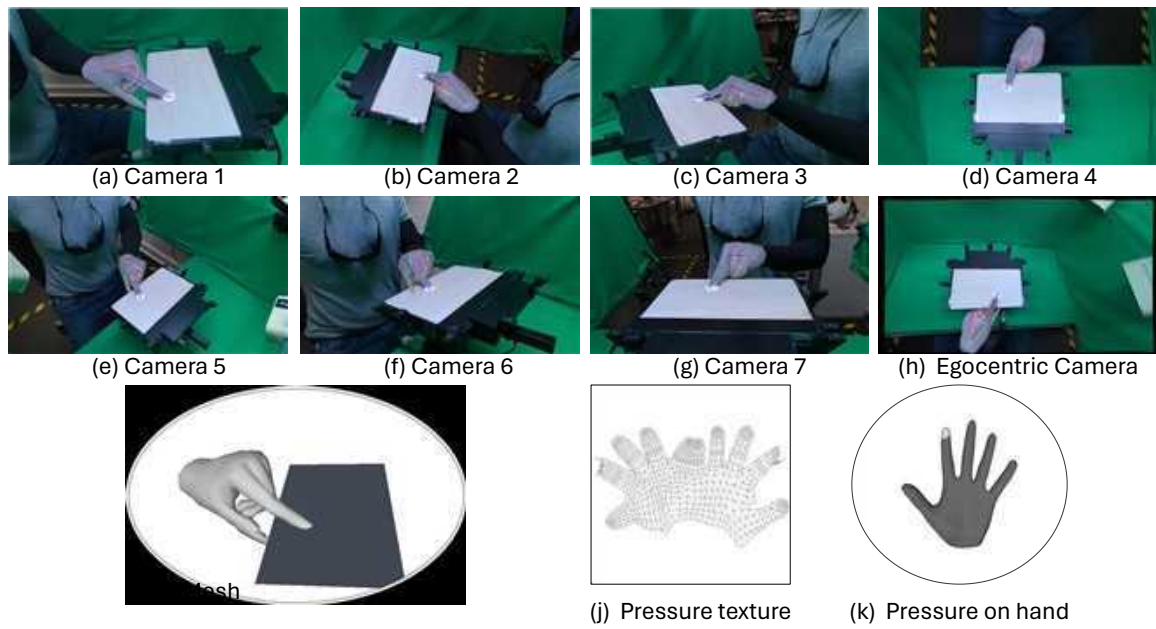 (a) Camera 1
(b) Camera 2
(c) Camera 3
(d) Camera 4
(e) Camera 5
(f) Camera 6
(g) Camera 7
(h) Egocentric Camera
(j) Pressure texture
(k) Pressure on hand